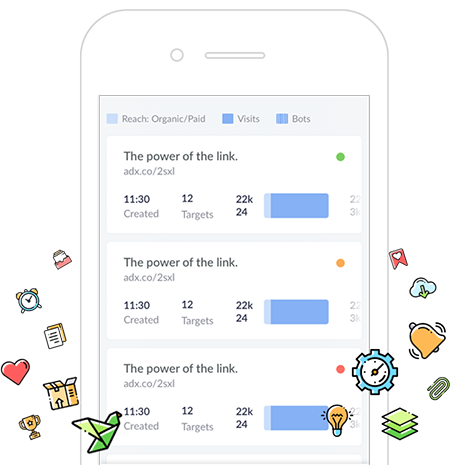 Reach: Organic/Paid Visits Bots
The power of the link.
adx.co/2sxl
11:30 12 22k 22
Created Targets 24 3k
The power of the link.
adx.co/2sxl
11:30 12 22k 22
Created Targets 24 3k
The power of the link.
adx.co/2sxl
11:30 12 22k 22
Created Targets 24 3k